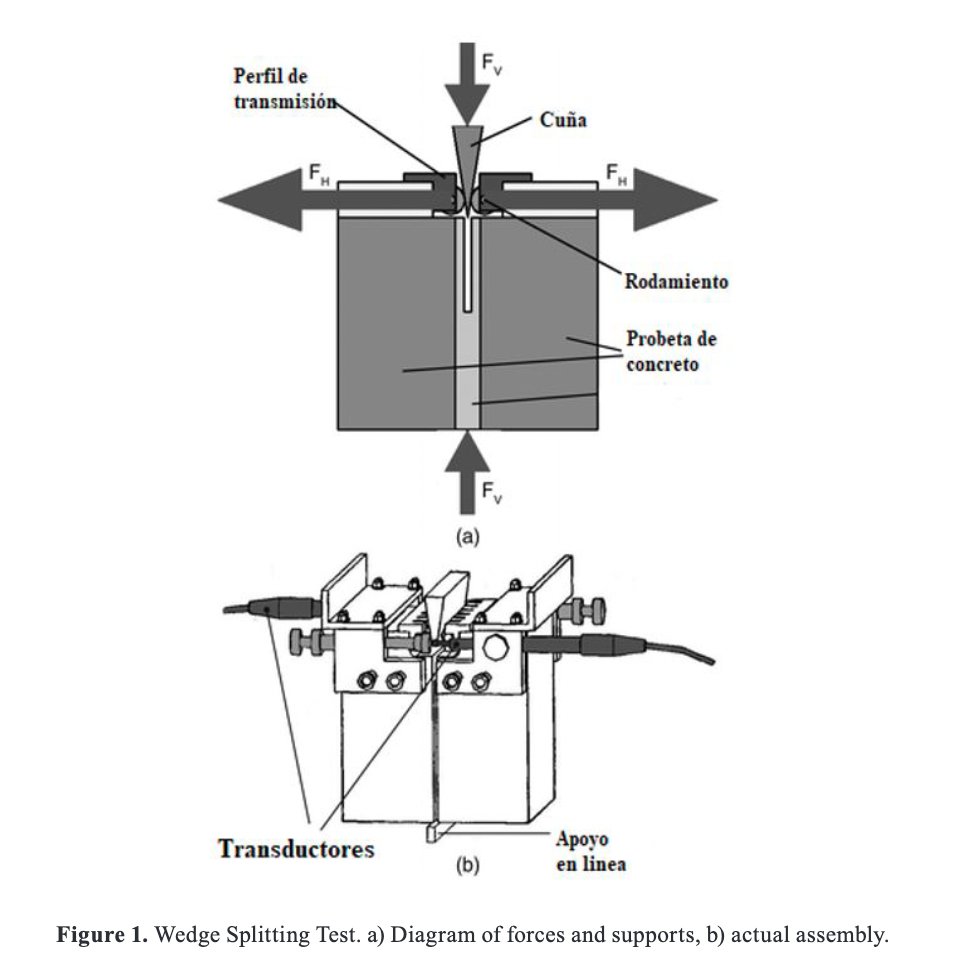 F_V
Perfil de
transmisión
Cuña
F_H
F_H
Rodamiento
Probeta de
concreto
F_V
(a)
Transductores
Apoyo
en linea
(b)
Figure 1. Wedge Splitting Test. a) Diagram of forces and supports, b) actual assembly.